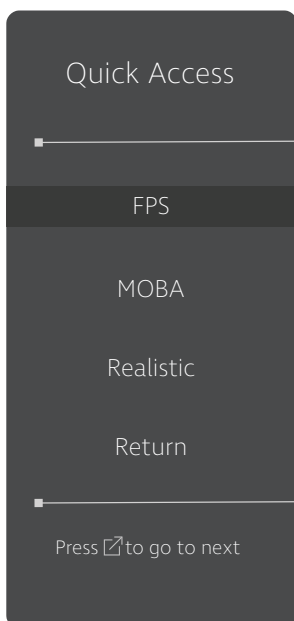 Quick Access
FPS
MOBA
Realistic
Return
Press to go to next